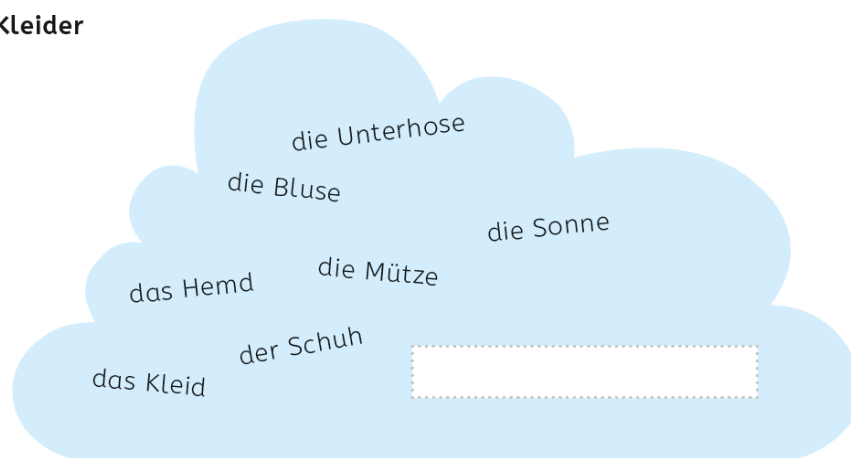 Kleider
die Unterhose
die Bluse
die Sonne
das Hemd
die Mütze
der Schuh
das Kleid